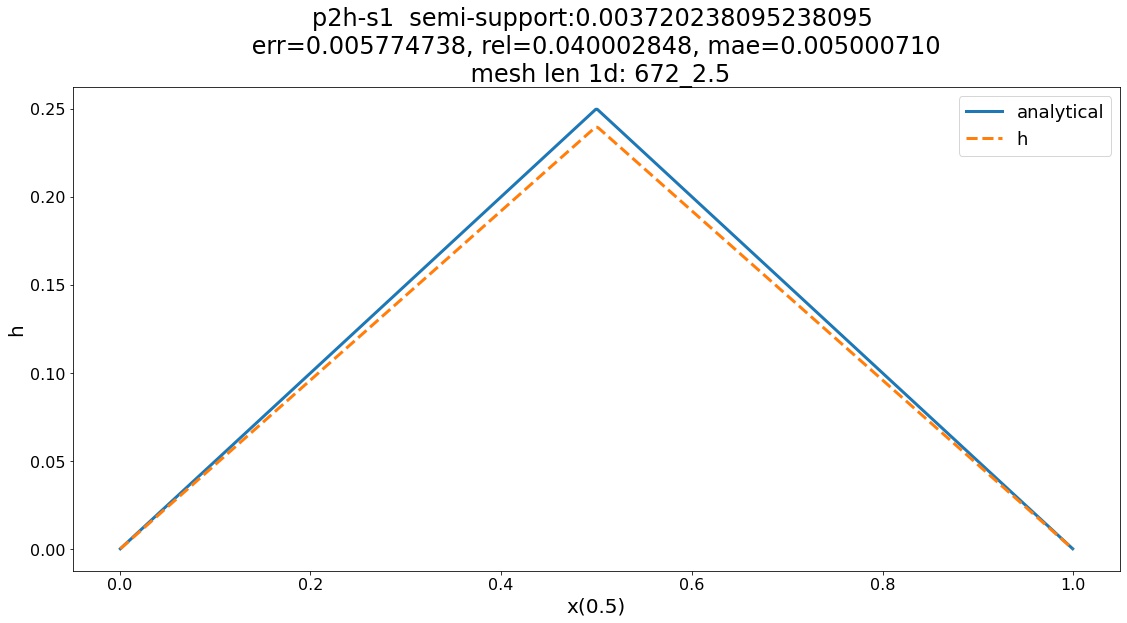 p2h-s1  semi-support:0.003720238095238095
err=0.005774738, rel=0.040002848, mae=0.005000710
mesh len 1d: 672_2.5
analytical
h
h
0.25
0.20
0.15
0.10
0.05
0.00
0.0
0.2
0.4
0.6
0.8
1.0
x(0.5)